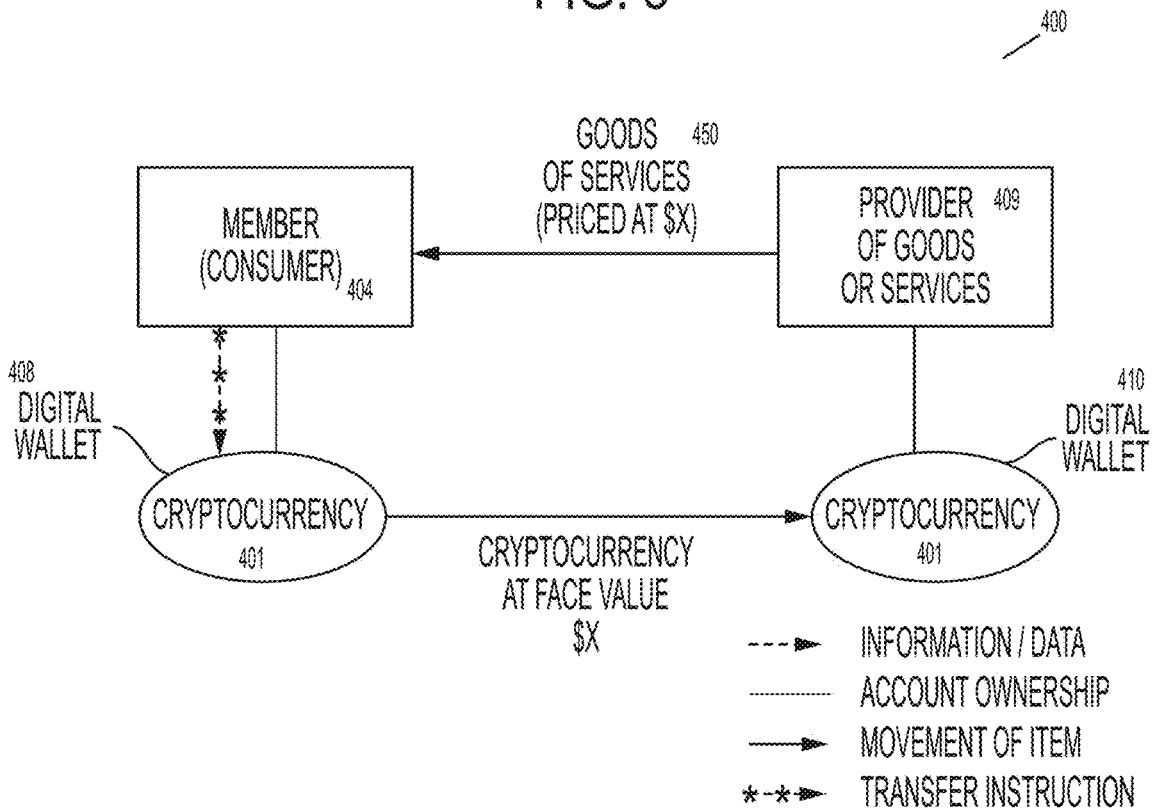 400
GOODS 450
OF SERVICES
(PRICED AT $X)
MEMBER
(CONSUMER) 404
PROVIDER 409
OF GOODS
OR SERVICES
408
DIGITAL
WALLET
410
DIGITAL
WALLET
CRYPTOCURRENCY
401
CRYPTOCURRENCY
AT FACE VALUE
$X
CRYPTOCURRENCY
401
INFORMATION / DATA
ACCOUNT OWNERSHIP
MOVEMENT OF ITEM
TRANSFER INSTRUCTION